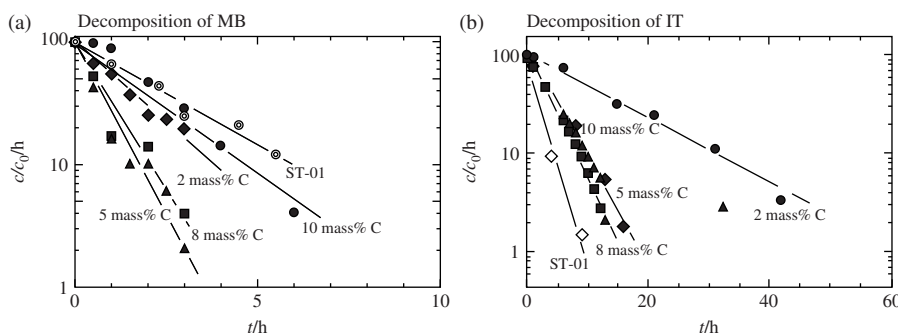 (a) Decomposition of MB
100
10
1
c/c0/h
0
5
10
t/h
ST-01
2 mass% C
10 mass% C
8 mass% C
5 mass% C
(b) Decomposition of IT
100
10
1
c/c0/h
0
20
40
60
t/h
10 mass% C
5 mass% C
2 mass% C
8 mass% C
ST-01